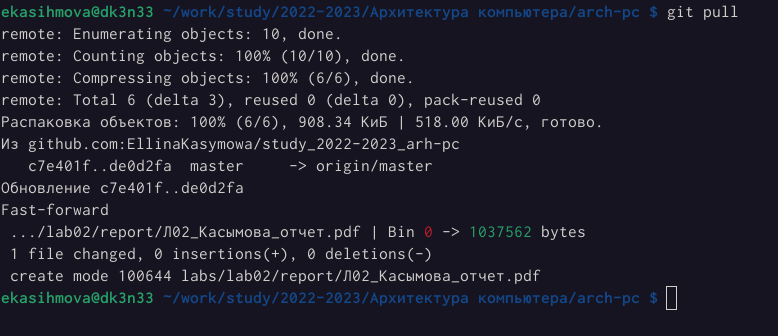 ekasihmova@dk3n33 ~/work/study/2022-2023/Архитектура компьютера/arch-pc $ git pull
remote: Enumerating objects: 10, done.
remote: Counting objects: 100% (10/10), done.
remote: Compressing objects: 100% (6/6), done.
remote: Total 6 (delta 3), reused 0 (delta 0), pack-reused 0
Распаковка объектов: 100% (6/6), 908.34 КиБ | 518.00 КиБ/с, готово.
Из github.com:EllinaKasymowa/study_2022-2023_arh-pc
   c7e401f..de0d2fa  master     -> origin/master
Обновление c7e401f..de0d2fa
Fast-forward
 .../lab02/report/Л02_Касымова_отчет.pdf | Bin 0 -> 1037562 bytes
 1 file changed, 0 insertions(+), 0 deletions(-)
 create mode 100644 labs/lab02/report/Л02_Касымова_отчет.pdf
ekasihmova@dk3n33 ~/work/study/2022-2023/Архитектура компьютера/arch-pc $